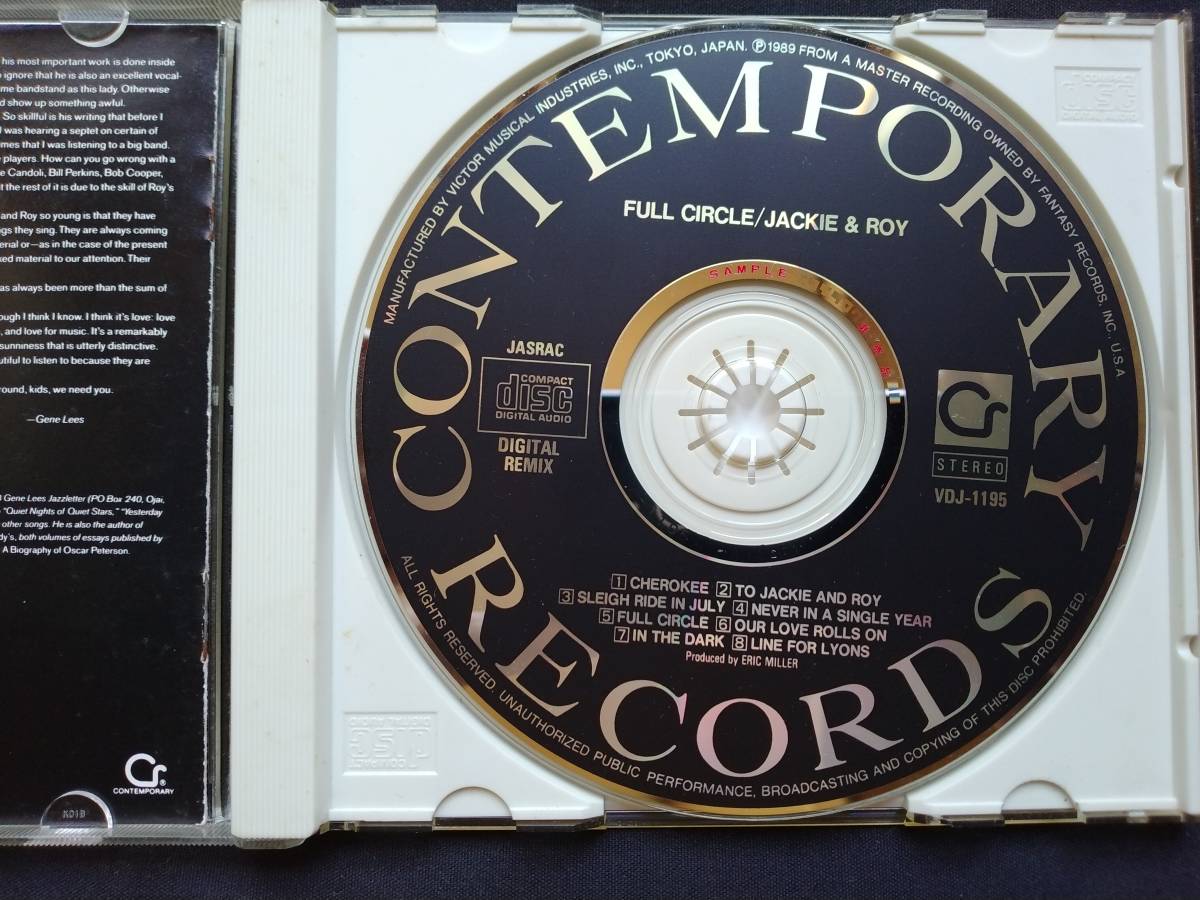 his most important work is done inside
ignore that he is also an excellent vocal-
me bandstand as this lady. Otherwise
d show up something awful.
So skillful is his writing that before I
I was hearing a septet on certain of
mes that I was listening to a big band.
players. How can you go wrong with a
e Candoli, Bill Perkins, Bob Cooper,
t the rest of it is due to the skill of Roy's
and Roy so young is that they have
ngs they sing. They are always coming
erial or—as in the case of the present
ked material to our attention. Their
as always been more than the sum of
ough I think I know. I think it's love: love
, and love for music. It's a remarkably
sunniness that is utterly distinctive.
utiful to listen to because they are
round, kids, we need you.
—Gene Lees
Gene Lees Jazzletter (PO Box 240, Ojai,
"Quiet Nights of Quiet Stars," "Yesterday
other songs. He is also the author of
dy's, both volumes of essays published by
A Biography of Oscar Peterson.
Cr®
CONTEMPORARY
KD1B
MANUFACTURED BY VICTOR MUSICAL INDUSTRIES, INC., TOKYO, JAPAN. ℗1989 FROM A MASTER RECORDING OWNED BY FANTASY RECORDS, INC., U.S.A.
CONTEMPORARY
FULL CIRCLE/JACKIE & ROY
SAMPLE
JASRAC
COMPACT
disc
DIGITAL AUDIO
DIGITAL
REMIX
Cr
STEREO
VDJ-1195
1 CHEROKEE 2 TO JACKIE AND ROY
3 SLEIGH RIDE IN JULY 4 NEVER IN A SINGLE YEAR
5 FULL CIRCLE 6 OUR LOVE ROLLS ON
7 IN THE DARK 8 LINE FOR LYONS
Produced by ERIC MILLER
RECORDS
ALL RIGHTS RESERVED. UNAUTHORIZED PUBLIC PERFORMANCE, BROADCASTING AND COPYING OF THIS DISC PROHIBITED.
COMPACT
disc
DIGITAL AUDIO
COMPACT
disc
DIGITAL AUDIO